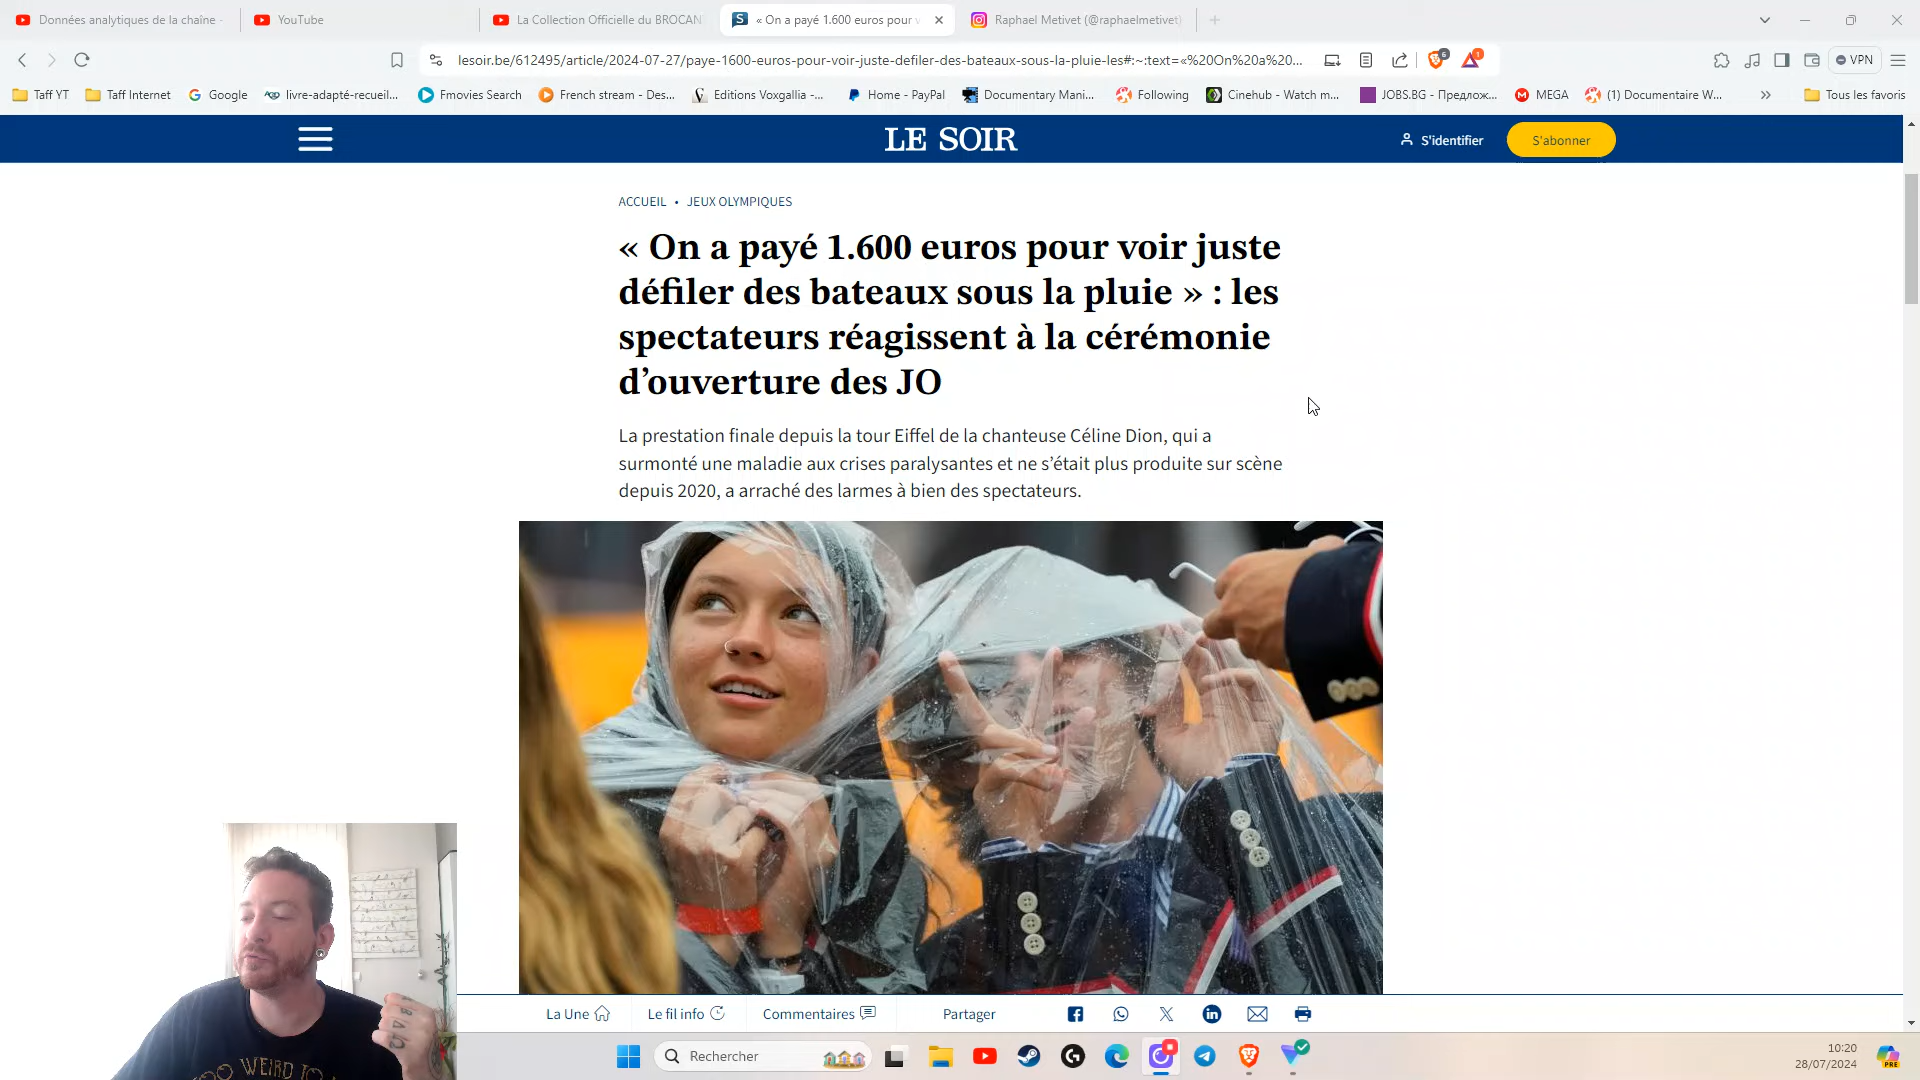 Données analytiques de la chaîne -
YouTube
La Collection Officielle du BROCAN
« On a payé 1.600 euros pour v
Raphael Metivet (@raphaelmetivet)
lesoir.be/612495/article/2024-07-27/paye-1600-euros-pour-voir-juste-defiler-des-bateaux-sous-la-pluie-les#:~:text=«%20On%20a%20...
6
1
VPN
Taff YT
Taff Internet
Google
livre-adapté-recueil...
Fmovies Search
French stream - Des...
Editions Voxgallia -...
Home - PayPal
Documentary Mani...
Following
Cinehub - Watch m...
JOBS.BG - Предлож...
MEGA
(1) Documentaire W...
Tous les favoris
LE SOIR
S'identifier
S'abonner
ACCUEIL • JEUX OLYMPIQUES
« On a payé 1.600 euros pour voir juste
défiler des bateaux sous la pluie » : les
spectateurs réagissent à la cérémonie
d’ouverture des JO
La prestation finale depuis la tour Eiffel de la chanteuse Céline Dion, qui a
surmonté une maladie aux crises paralysantes et ne s’était plus produite sur scène
depuis 2020, a arraché des larmes à bien des spectateurs.
WEIRD TO
La Une
Le fil info
Commentaires
Partager
Rechercher
10:20
28/07/2024
PRE